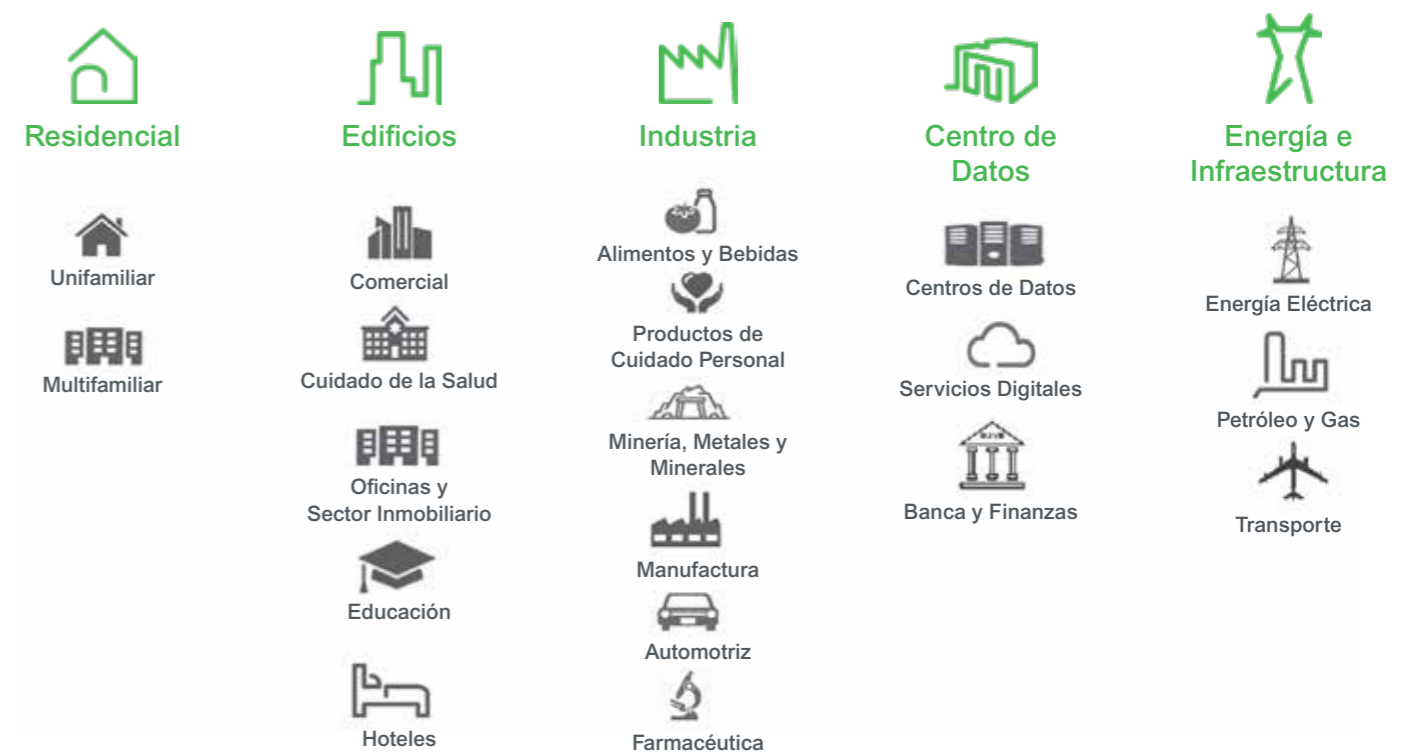 Residencial
Unifamiliar
Multifamiliar
Edificios
Comercial
Cuidado de la Salud
Oficinas y
Sector Inmobiliario
Educación
Hoteles
Industria
Alimentos y Bebidas
Productos de
Cuidado Personal
Minería, Metales y
Minerales
Manufactura
Automotriz
Farmacéutica
Centro de
Datos
Centros de Datos
Servicios Digitales
Banca y Finanzas
Energía e
Infraestructura
Energía Eléctrica
Petróleo y Gas
Transporte